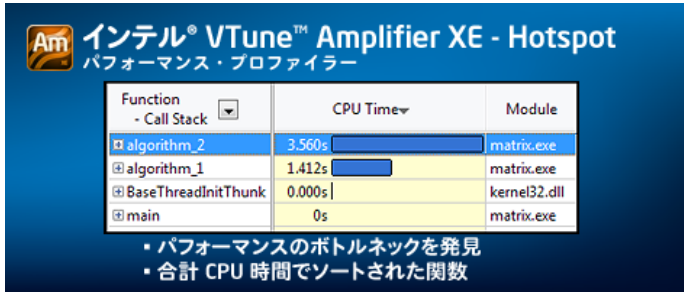 Am インテル® VTune™ Amplifier XE - Hotspot
パフォーマンス・プロファイラー
Function
- Call Stack
CPU Time
Module
algorithm_2 3.560s matrix.exe
algorithm_1 1.412s matrix.exe
BaseThreadInitThunk 0.000s kernel32.dll
main 0s matrix.exe
▪ パフォーマンスのボトルネックを発見
▪ 合計 CPU 時間でソートされた関数